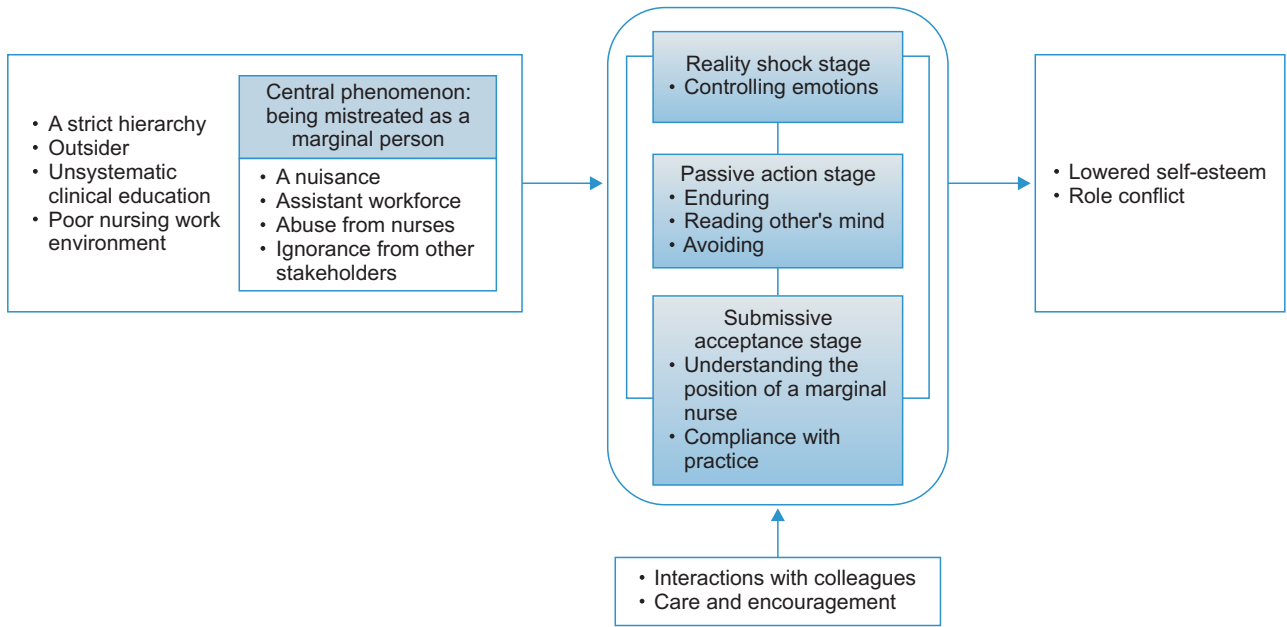 • A strict hierarchy
• Outsider
• Unsystematic
clinical education
• Poor nursing work
environment
Central phenomenon:
being mistreated as a
marginal person
• A nuisance
• Assistant workforce
• Abuse from nurses
• Ignorance from other
stakeholders
Reality shock stage
• Controlling emotions
Passive action stage
• Enduring
• Reading other's mind
• Avoiding
Submissive
acceptance stage
• Understanding the
position of a marginal
nurse
• Compliance with
practice
• Lowered self-esteem
• Role conflict
• Interactions with colleagues
• Care and encouragement